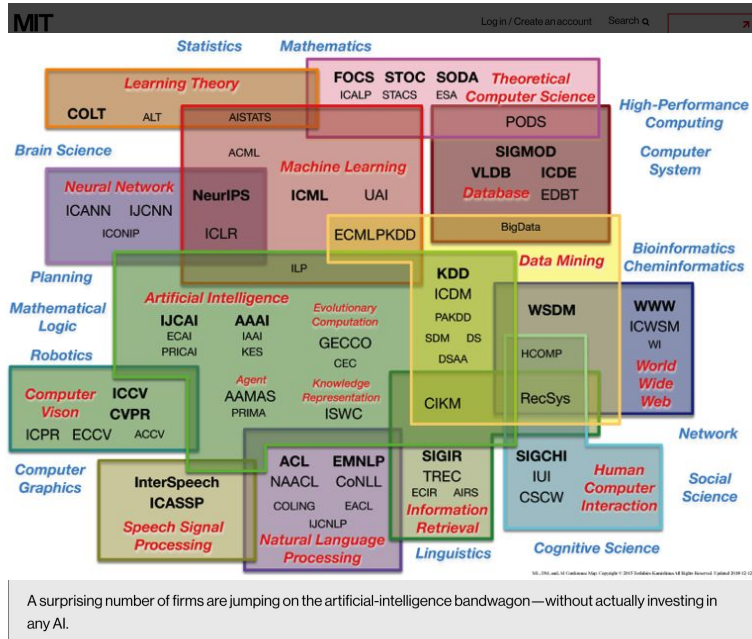 MIT
Log in / Create an account Search
Statistics Mathematics
Learning Theory
COLT ALT AISTATS
FOCS STOC SODA Theoretical
ICALP STACS ESA Computer Science
PODS
High-Performance
Computing
Computer
System
Brain Science
ACML
Machine Learning
NeurIPS ICML UAI
ICLR ECMLPKDD
SIGMOD
VLDB ICDE
Database EDBT
BigData
Neural Network
ICANN IJCNN
ICONIP
Data Mining
Bioinformatics
Cheminformatics
Planning
Mathematical
Logic
Robotics
ILP
Artificial Intelligence
IJCAI AAAI
ECAI IAAI
PRICAI KES
Evolutionary
Computation
GECCO
CEC
Agent
AAMAS
PRIMA
Knowledge
Representation
ISWC
KDD
ICDM
PAKDD
SDM DS
DSAA
CIKM
WSDM
HCOMP
RecSys
WWW
ICWSM
WI
World
Wide
Web
Computer
Vison
ICCV
CVPR
ICPR ECCV ACCV
Network
Computer
Graphics
InterSpeech
ICASSP
Speech Signal
Processing
ACL EMNLP
NAACL CoNLL
COLING EACL
IJCNLP
Natural Language
Processing
SIGIR
TREC
ECIR AIRS
Information
Retrieval
SIGCHI
IUI
CSCW
Human
Computer
Interaction
Social
Science
Linguistics
Cognitive Science
A surprising number of firms are jumping on the artificial-intelligence bandwagon—without actually investing in
any AI.